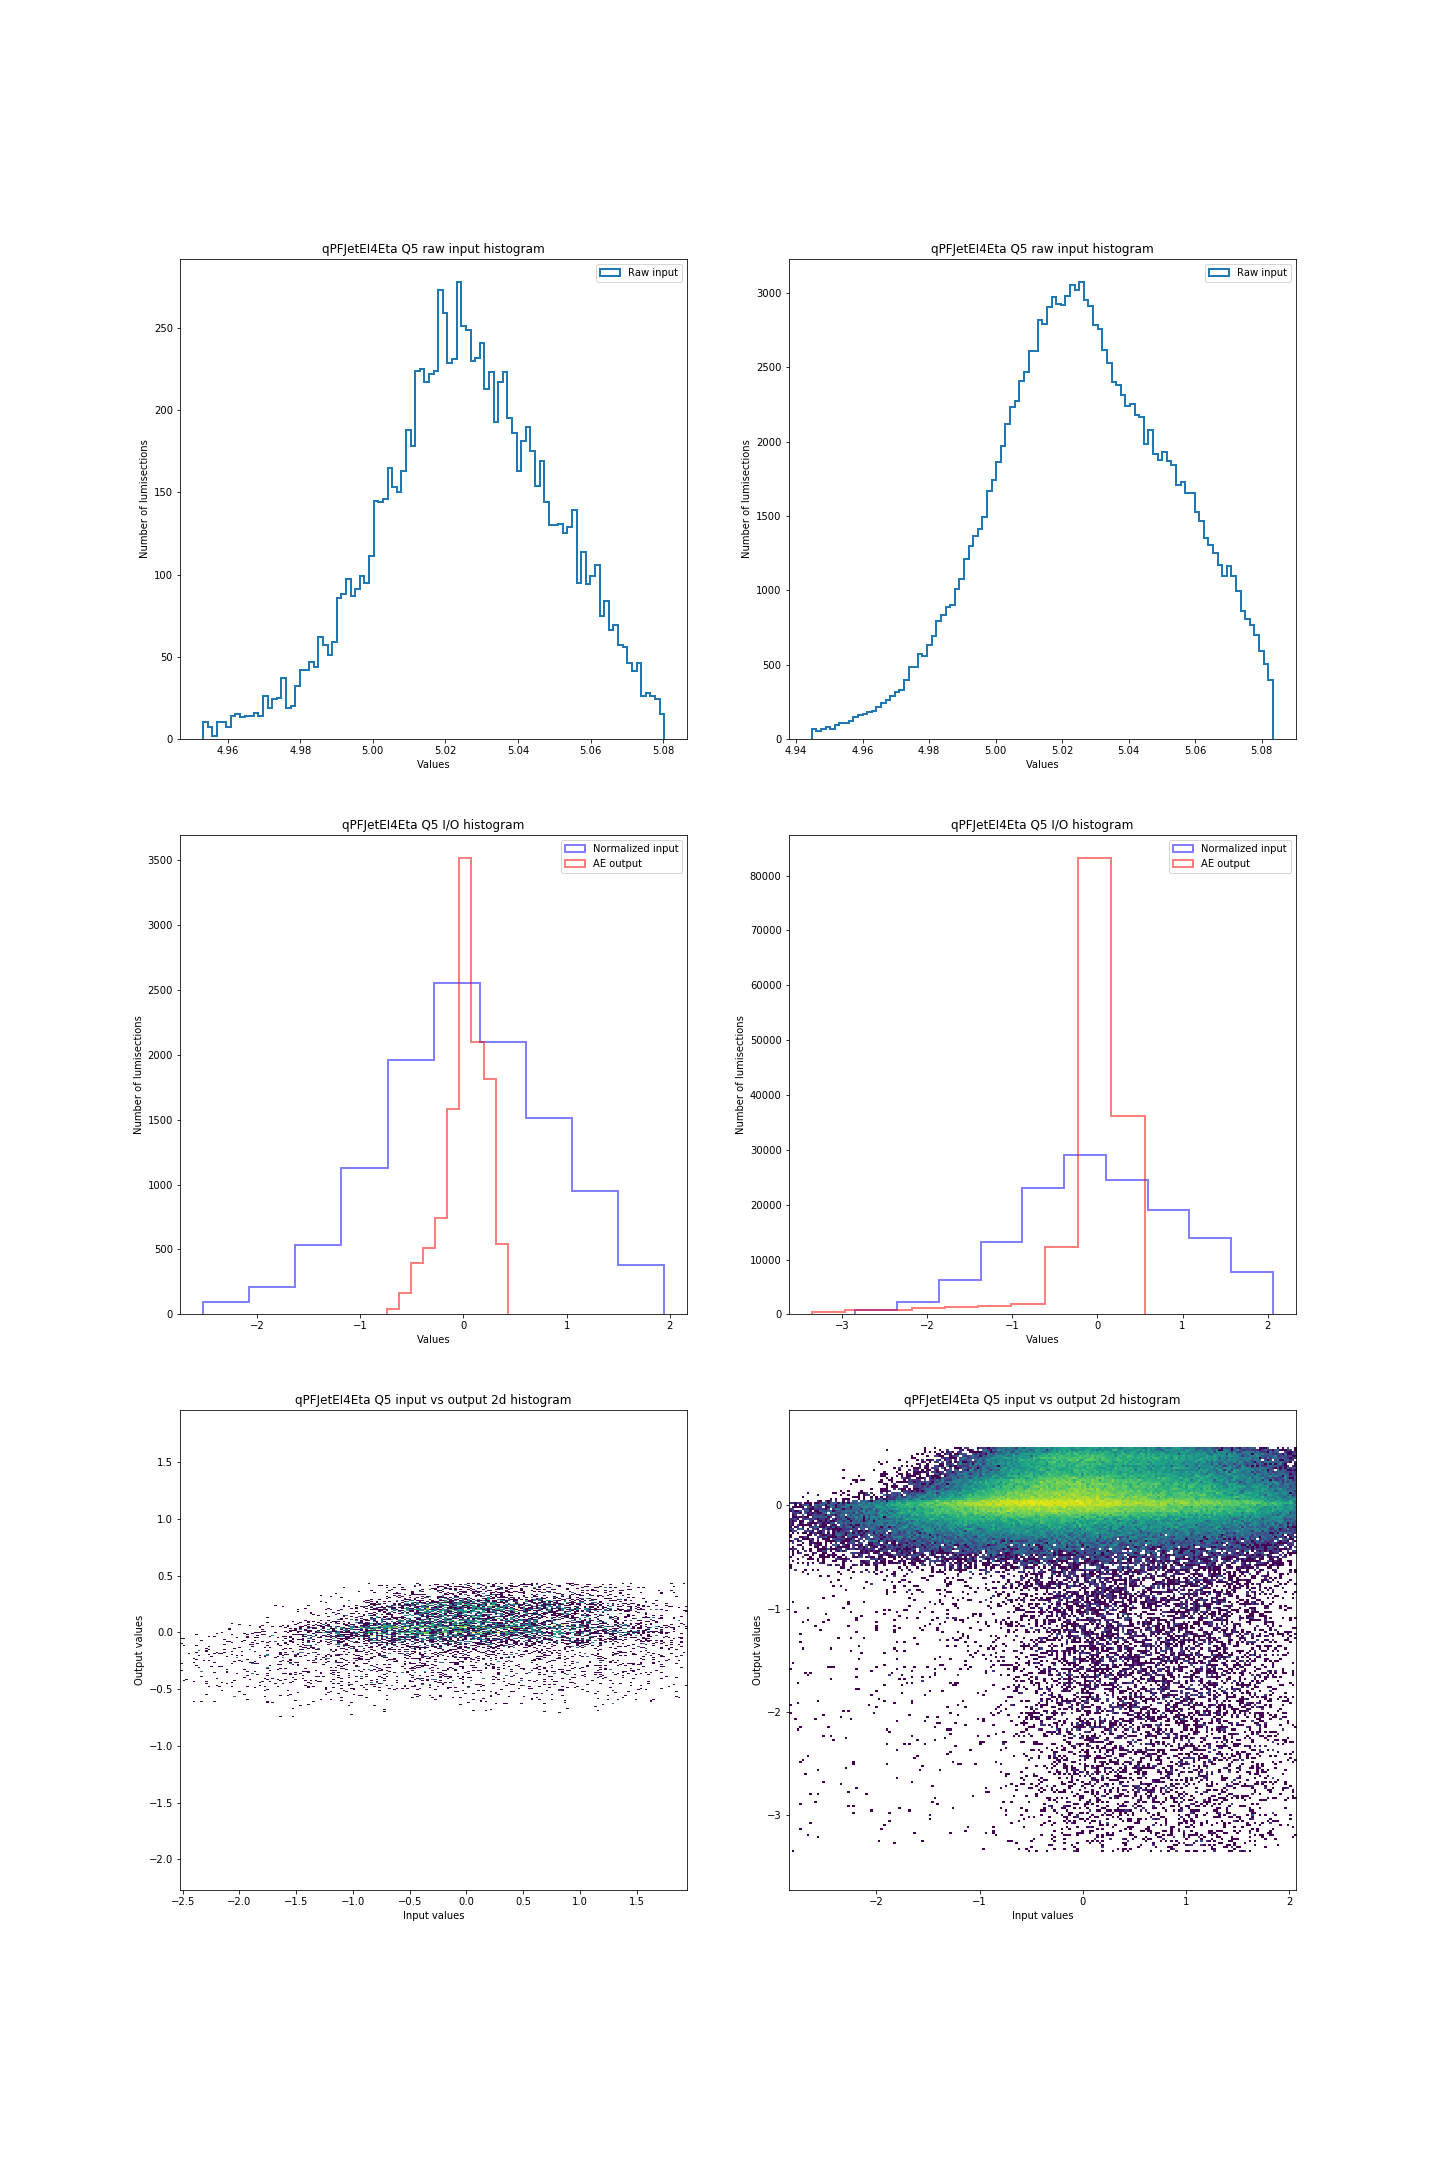 qPFJetEI4Eta Q5 raw input histogram
Raw input
Number of lumisections
250
200
150
100
50
0
4.96 4.98 5.00 5.02 5.04 5.06 5.08
Values
qPFJetEI4Eta Q5 raw input histogram
Raw input
Number of lumisections
3000
2500
2000
1500
1000
500
0
4.94 4.96 4.98 5.00 5.02 5.04 5.06 5.08
Values
qPFJetEI4Eta Q5 I/O histogram
Normalized input
AE output
Number of lumisections
3500
3000
2500
2000
1500
1000
500
0
−2 −1 0 1 2
Values
qPFJetEI4Eta Q5 I/O histogram
Normalized input
AE output
Number of lumisections
80000
70000
60000
50000
40000
30000
20000
10000
0
−3 −2 −1 0 1 2
Values
qPFJetEI4Eta Q5 input vs output 2d histogram
Output values
1.5
1.0
0.5
0.0
−0.5
−1.0
−1.5
−2.0
−2.5 −2.0 −1.5 −1.0 −0.5 0.0 0.5 1.0 1.5
Input values
qPFJetEI4Eta Q5 input vs output 2d histogram
Output values
0
−1
−2
−3
−2 −1 0 1 2
Input values